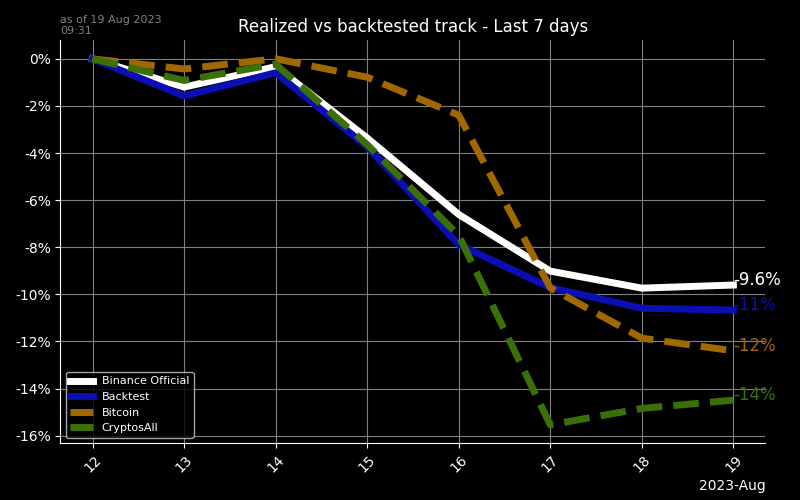 as of 19 Aug 2023
09:31
Realized vs backtested track - Last 7 days
0%
-2%
-4%
-6%
-8%
-10%
-12%
-14%
-16%
-9.6%
-11%
-12%
-14%
Binance Official
Backtest
Bitcoin
CryptosAll
12 13 14 15 16 17 18 19
2023-Aug